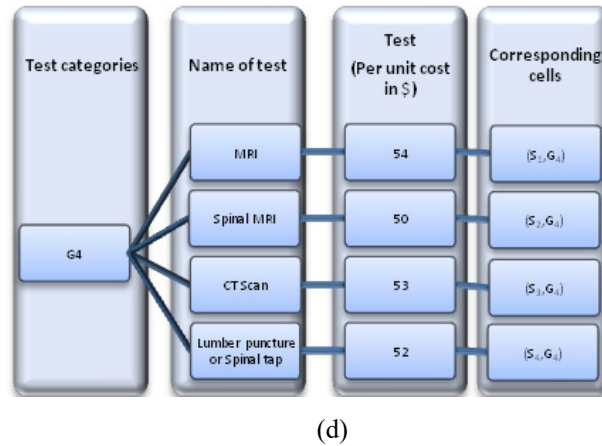 Test categories
Name of test
Test
(Per unit cost
in $)
Corresponding
cells
G4
MRI
54
(S₁,G₄)
Spinal MRI
50
(S₂,G₄)
CT Scan
53
(S₃,G₄)
Lumber puncture
or Spinal tap
52
(S₄,G₄)
(d)